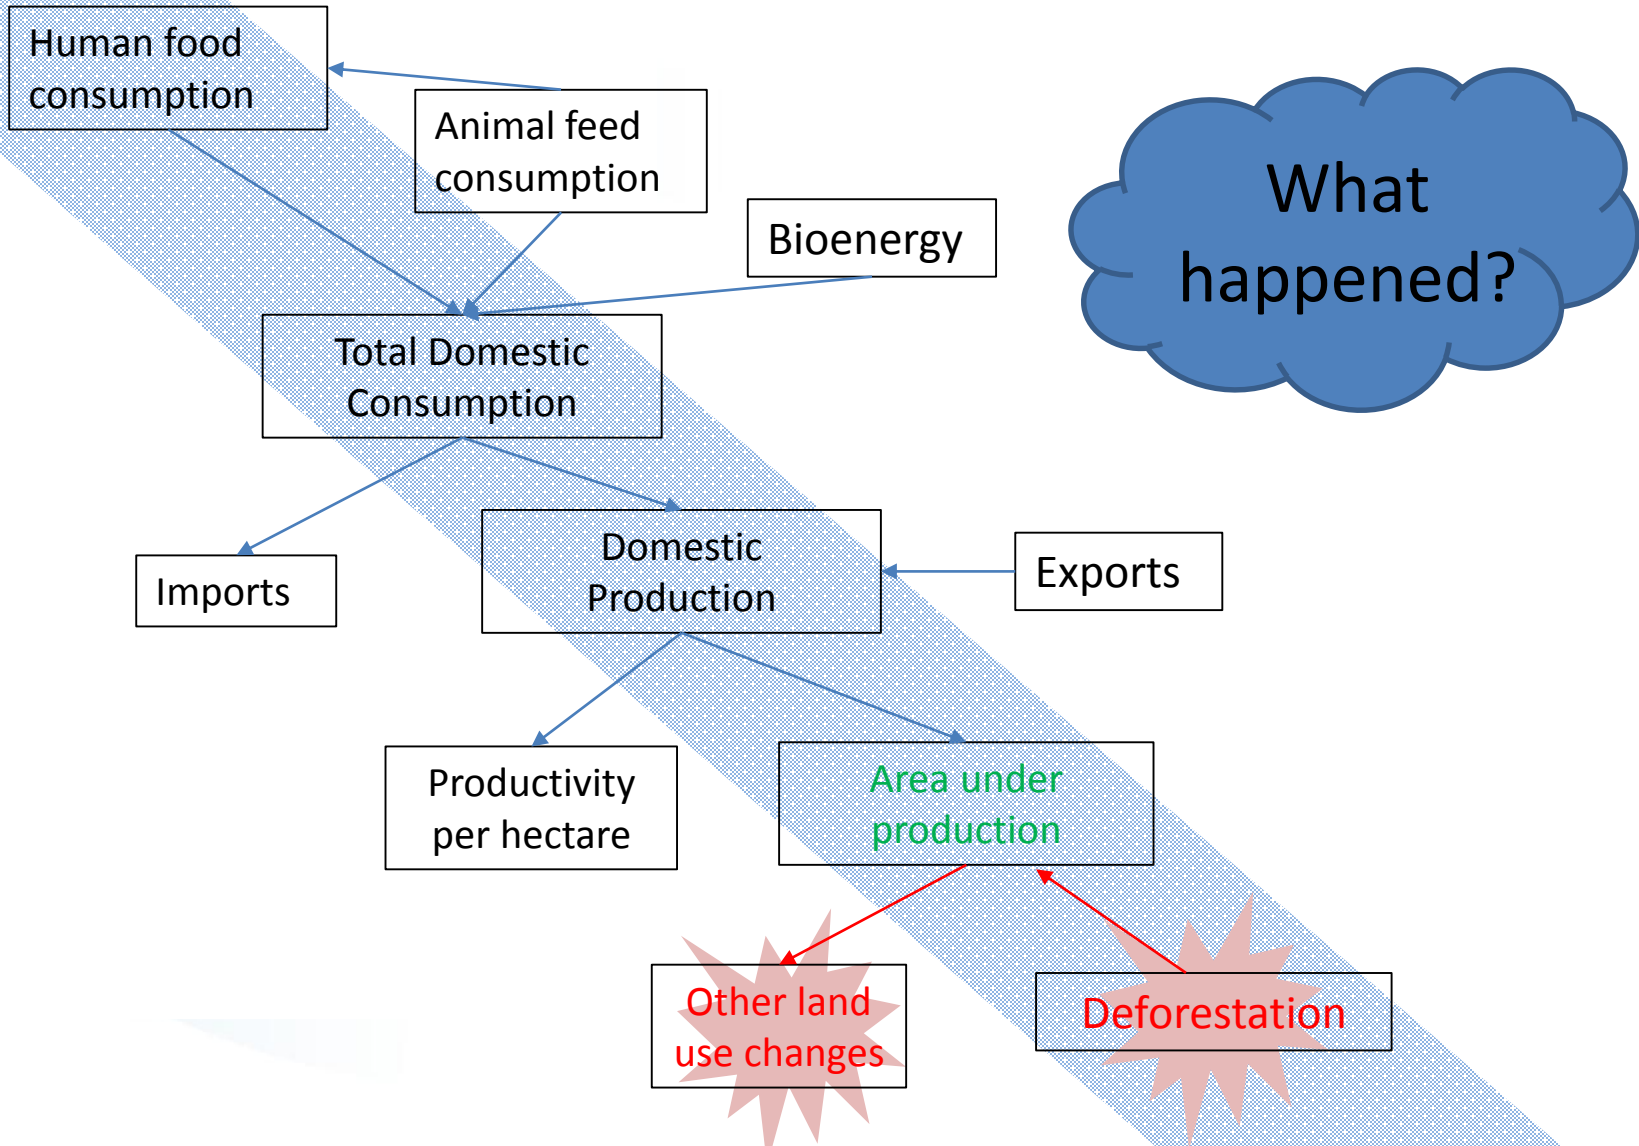 Human food
consumption
Animal feed
consumption
Bioenergy
What
happened?
Total Domestic
Consumption
Imports
Domestic
Production
Exports
Productivity
per hectare
Area under
production
Other land
use changes
Deforestation